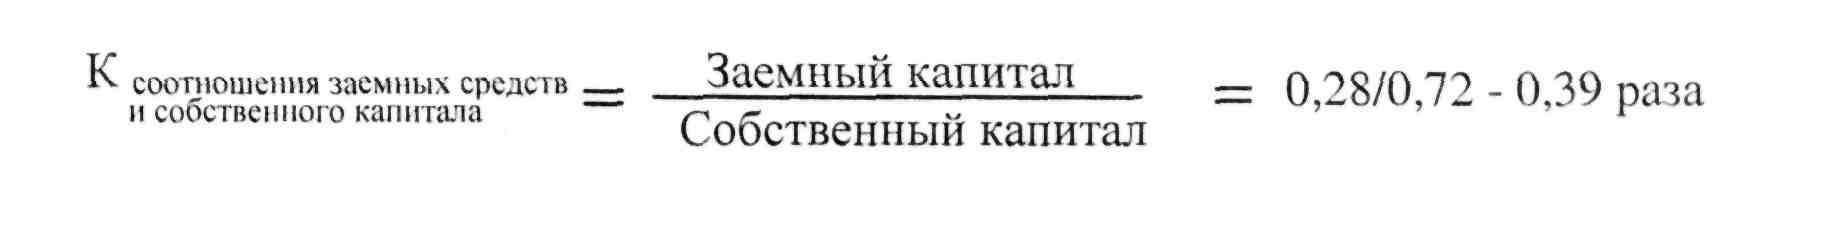 К соотношения заемных средств и собственного капитала = Заемный капитал / Собственный капитал = 0,28/0,72 - 0,39 раза